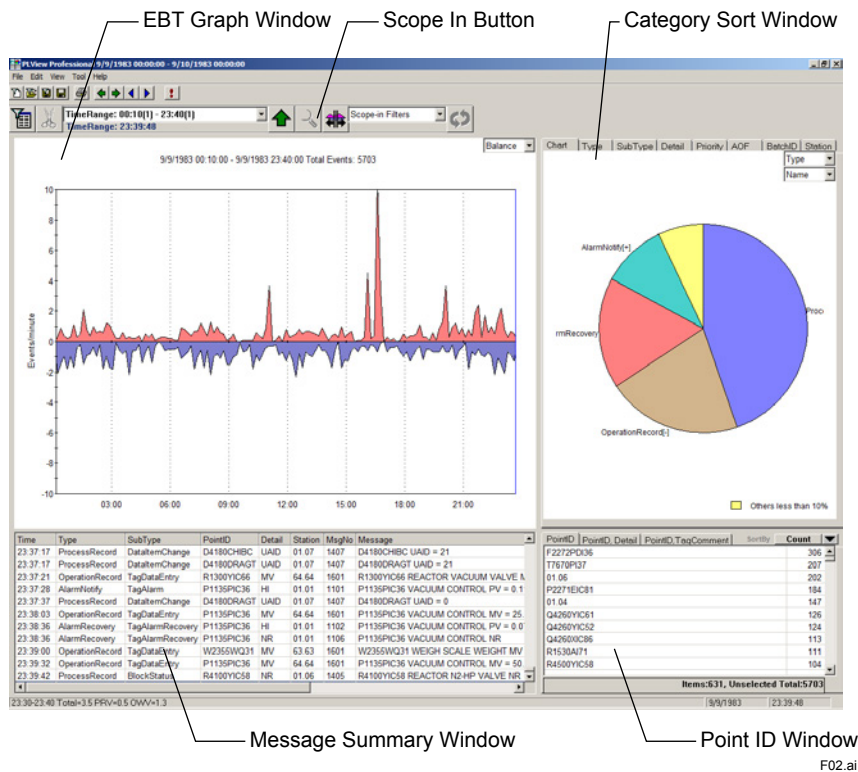 EBT Graph Window
Scope In Button
Category Sort Window
PLView Professional 9/9/1983 00:00:00 - 9/10/1983 00:00:00
File Edit View Tool Help
TimeRange: 00:10(1) - 23:40(1)
TimeRange: 23:39:48
Scope-in Filters
Balance
9/9/1983 00:10:00 - 9/9/1983 23:40:00 Total Events: 5703
Events/minute
10
8
6
4
2
0
-2
-4
-6
-8
-10
03:00 06:00 09:00 12:00 15:00 18:00 21:00
Chart Type SubType Detail Priority AOF BatchID Station
Type
Name
AlarmNotify[+]
Proc
rmRecovery
OperationRecord[-]
Others less than 10%
Time Type SubType PointID Detail Station MsgNo Message
23:37:17 ProcessRecord DataItemChange D4180CHIBC UAID 01.07 1407 D4180CHIBC UAID = 21
23:37:17 ProcessRecord DataItemChange D4180DRAGT UAID 01.07 1407 D4180DRAGT UAID = 21
23:37:21 OperationRecord TagDataEntry R1300YIC66 MV 64.64 1601 R1300YIC66 REACTOR VACUUM VALVE M
23:37:28 AlarmNotify TagAlarm P1135PIC36 HI 01.01 1101 P1135PIC36 VACUUM CONTROL PV = 0.1
23:37:37 ProcessRecord DataItemChange D4180DRAGT UAID 01.07 1407 D4180DRAGT UAID = 0
23:38:03 OperationRecord TagDataEntry P1135PIC36 MV 64.64 1601 P1135PIC36 VACUUM CONTROL MV = 25.
23:38:36 AlarmRecovery TagAlarmRecovery P1135PIC36 HI 01.01 1102 P1135PIC36 VACUUM CONTROL PV = 0.0
23:38:36 AlarmRecovery TagAlarmRecovery P1135PIC36 NR 01.01 1106 P1135PIC36 VACUUM CONTROL NR
23:39:00 OperationRecord TagDataEntry W2355WQ31 MV 63.63 1601 W2355WQ31 WEIGH SCALE WEIGHT MV
23:39:32 OperationRecord TagDataEntry P1135PIC36 MV 64.64 1601 P1135PIC36 VACUUM CONTROL MV = 50
23:39:42 ProcessRecord BlockStatus R4100YIC58 NR 01.06 1405 R4100YIC58 REACTOR N2-HP VALVE NR
PointID PointID, Detail PointID,TagComment Sortby Count
F2272PDI36 306
T7670PI37 207
01.06 202
P2271EIC81 184
01.04 147
Q4260YIC61 126
Q4260YIC52 124
Q4260XIC86 113
R1530AI71 111
R4500YIC58 104
Items:631, Unselected Total:5703
23:30-23:40 Total=3.5 PRV=0.5 OWV=1.3
9/9/1983 23:39:48
Message Summary Window
Point ID Window
F02.ai